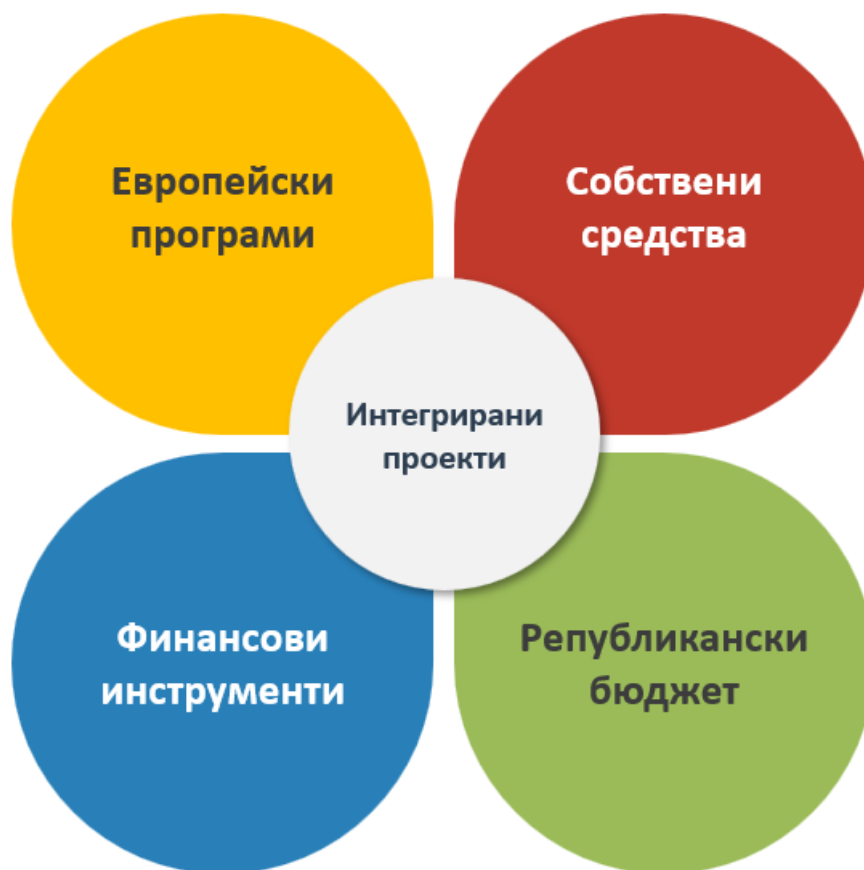 Европейски
програми
Собствени
средства
Интегрирани
проекти
Финансови
инструменти
Републикански
бюджет